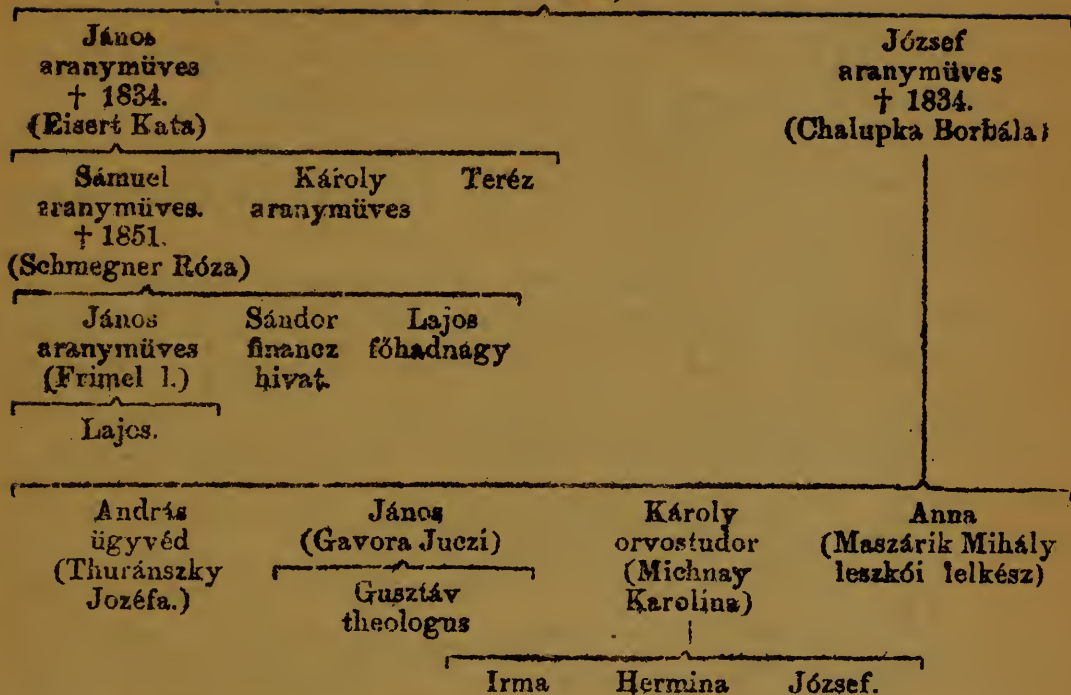 János József
aranymüves aranymüves
† 1834. † 1834.
(Eisert Kata) (Chalupka Borbála)
Sámuel Károly Teréz
aranymüves. aranymüves
† 1851.
(Schmegner Róza)
János Sándor Lajos
aranymüves financz főhadnagy
(Frimel I.) hivat.
Lajos.
András János Károly Anna
ügyvéd (Gavora Juczi) orvostudor (Maszárik Mihály
(Thuránszky Gusztáv (Michnay leszkói lelkész)
Jozéfa.) theologus Karolina)
Irma Hermina József.